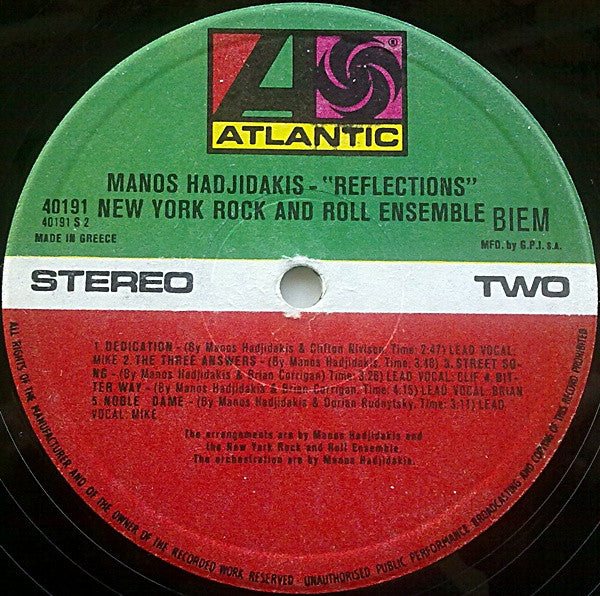 ATLANTIC
®
MANOS HADJIDAKIS - "REFLECTIONS"
40191 NEW YORK ROCK AND ROLL ENSEMBLE BIEM
40191 S 2
MADE IN GREECE
MFD. by G.P.I. S.A.
STEREO TWO
1. DEDICATION - (By Manos Hadjidakis & Clifton Nivison. Time: 2:47) LEAD VOCAL:
MIKE 2. THE THREE ANSWERS - (By Manos Hadjidakis. Time: 3.48) 3. STREET SO-
NG - (By Manos Hadjidakis & Brian Corrigan. Time: 3.26) LEAD VOCAL: CLIF 4. BIT-
TER WAY - (By Manos Hadjidakis & Brian Corrigan. Time: 4.15) LEAD VOCAL: BRIAN
5. NOBLE DAME - (By Manos Hadjidakis & Dorian Rudnytsky. Time: 3.11) LEAD
VOCAL: MIKE.
The arrangements are by Manos Hadjidakis and
the New York Rock and Roll Ensemble.
The orchestration are by Manos Hadjidakis.
ALL RIGHTS OF THE MANUFACTURER AND OF THE OWNER OF THE RECORDED WORK RESERVED - UNAUTHORISED PUBLIC PERFORMANCE BROADCASTING AND COPYING OF THIS RECORD PROHIBITED